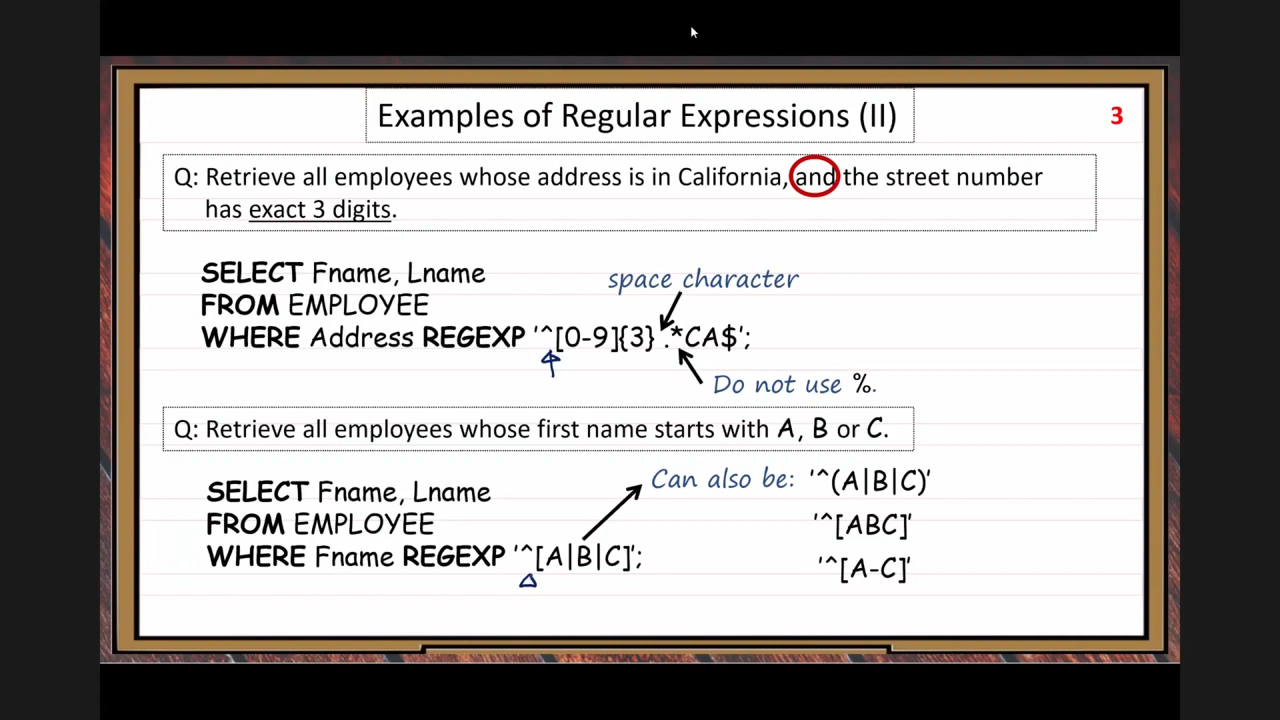 Examples of Regular Expressions (II)
3
Q: Retrieve all employees whose address is in California, and the street number
has exact 3 digits.
SELECT Fname, Lname
FROM EMPLOYEE
WHERE Address REGEXP '^[0-9]{3} .*CA$';
space character
Do not use %.
Q: Retrieve all employees whose first name starts with A, B or C.
SELECT Fname, Lname
FROM EMPLOYEE
WHERE Fname REGEXP '^[A|B|C]';
Can also be: '^(A|B|C)'
'^[ABC]'
'^[A-C]'